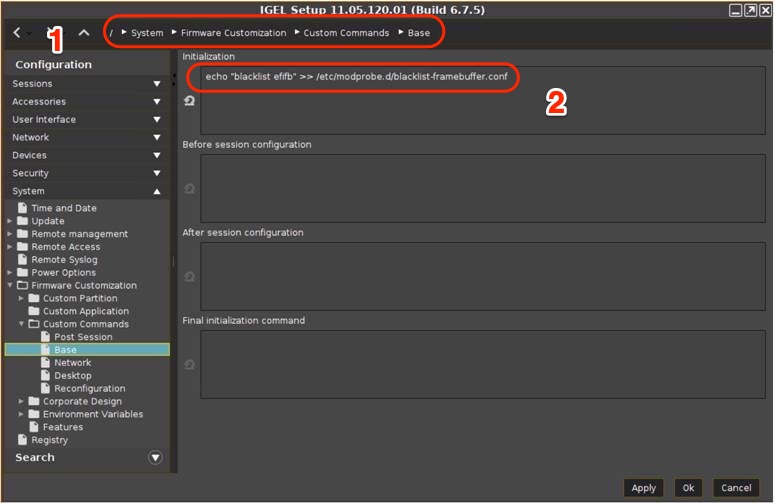 IGEL Setup 11.05.120.01 (Build 6.7.5)
/ System Firmware Customization Custom Commands Base
1
Configuration
Sessions
Accessories
User Interface
Network
Devices
Security
System
Time and Date
Update
Remote management
Remote Access
Remote Syslog
Power Options
Firmware Customization
Custom Partition
Custom Application
Custom Commands
Post Session
Base
Network
Desktop
Reconfiguration
Corporate Design
Environment Variables
Features
Registry
Search
Initialization
echo "blacklist efifb" >> /etc/modprobe.d/blacklist-framebuffer.conf
2
Before session configuration
After session configuration
Final initialization command
Apply
Ok
Cancel